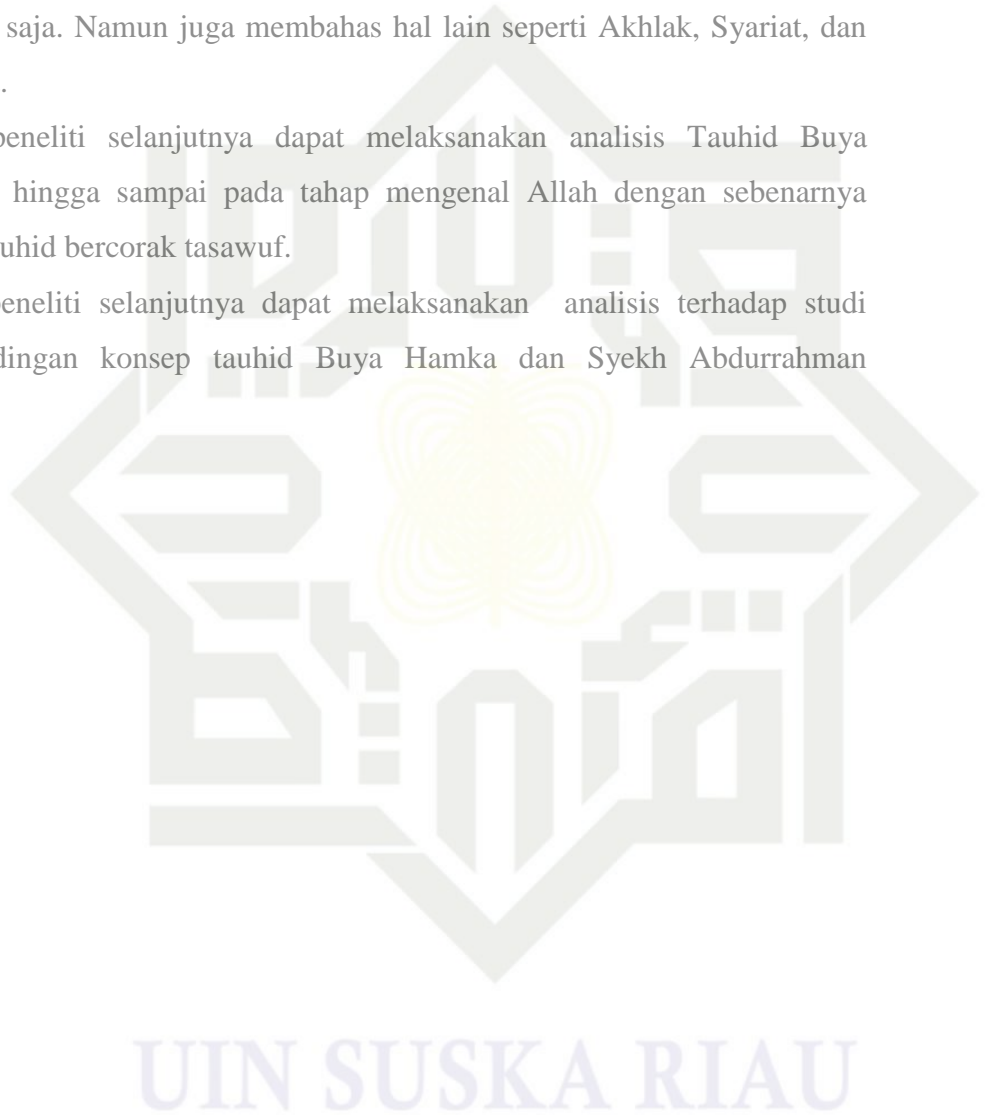 saja. Namun juga membahas hal lain seperti Akhlak, Syariat, dan
.
peneliti selanjutnya dapat melaksanakan analisis Tauhid Buya
hingga sampai pada tahap mengenal Allah dengan sebenarnya
uhid bercorak tasawuf.
peneliti selanjutnya dapat melaksanakan analisis terhadap studi
dingan konsep tauhid Buya Hamka dan Syekh Abdurrahman
UIN SUSKA RIAU